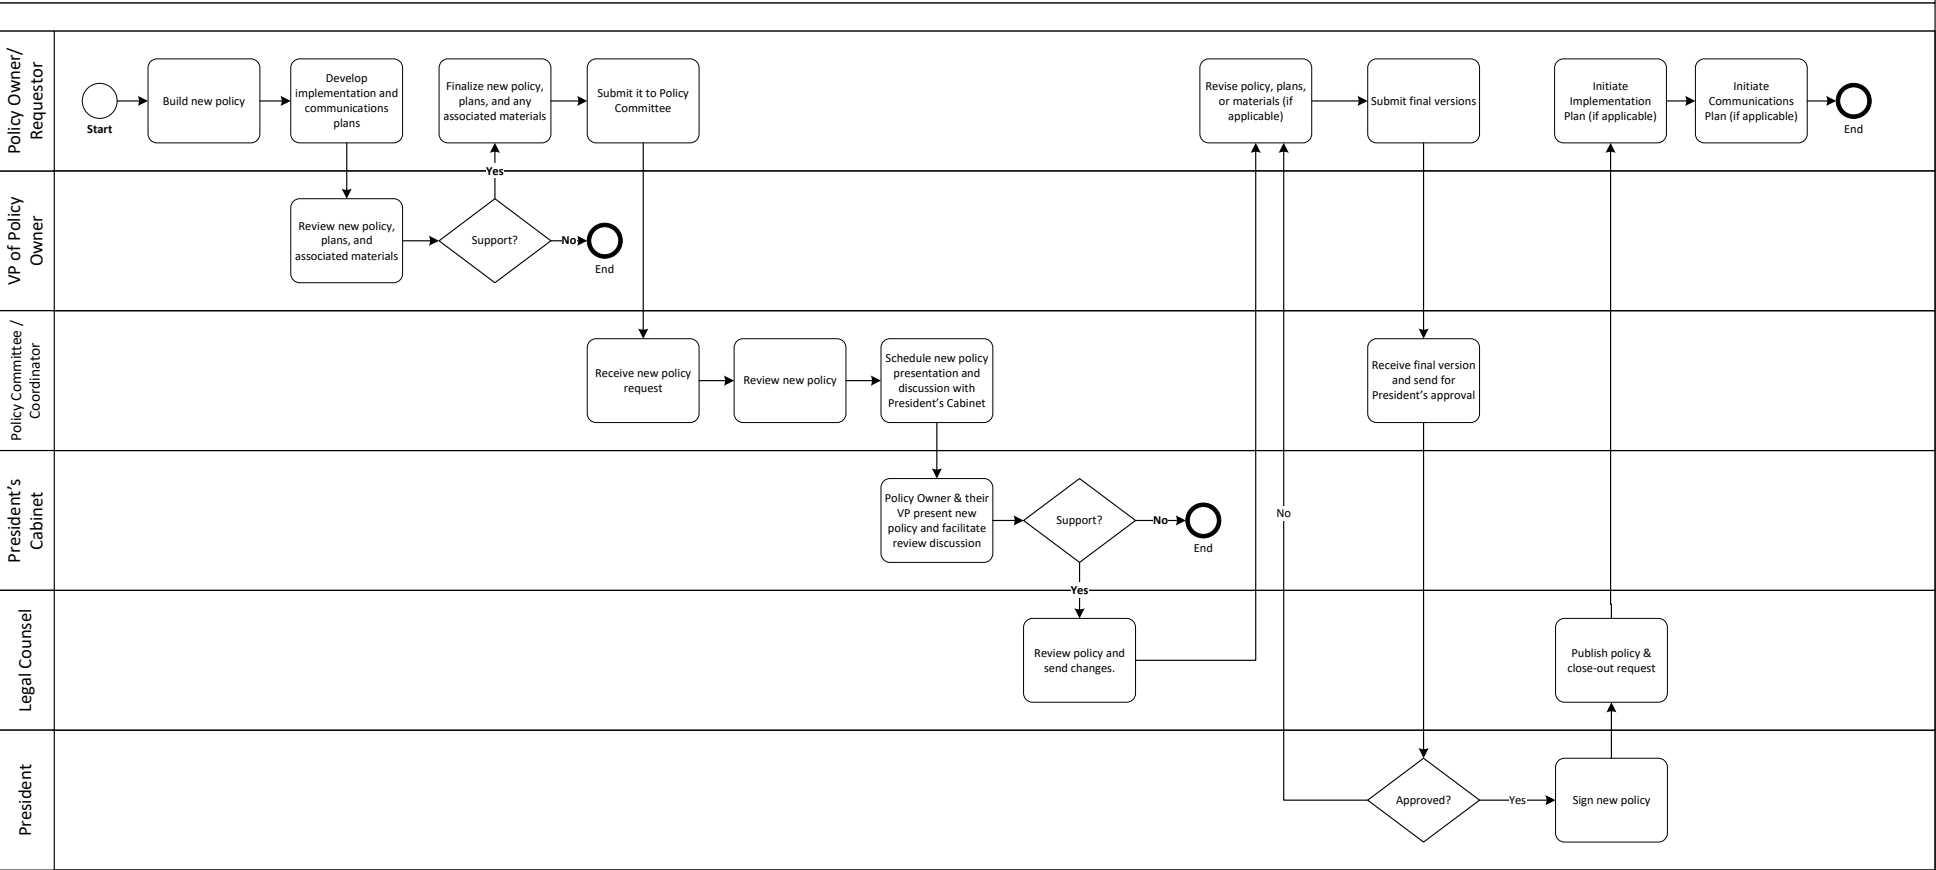 Policy Owner/
Requestor
Start
Build new policy
Develop
implementation and
communications
plans
Finalize new policy,
plans, and any
associated materials
Submit it to Policy
Committee
Revise policy, plans,
or materials (if
applicable)
Submit final versions
Initiate
Implementation
Plan (if applicable)
Initiate
Communications
Plan (if applicable)
End
Yes
VP of Policy
Owner
Review new policy,
plans, and
associated materials
Support?
No
End
Policy Committee /
Coordinator
Receive new policy
request
Review new policy
Schedule new policy
presentation and
discussion with
President's Cabinet
Receive final version
and send for
President's approval
President's
Cabinet
Policy Owner & their
VP present new
policy and facilitate
review discussion
Support?
No
End
No
Yes
Legal Counsel
Review policy and
send changes.
Publish policy &
close-out request
President
Approved?
Yes
Sign new policy